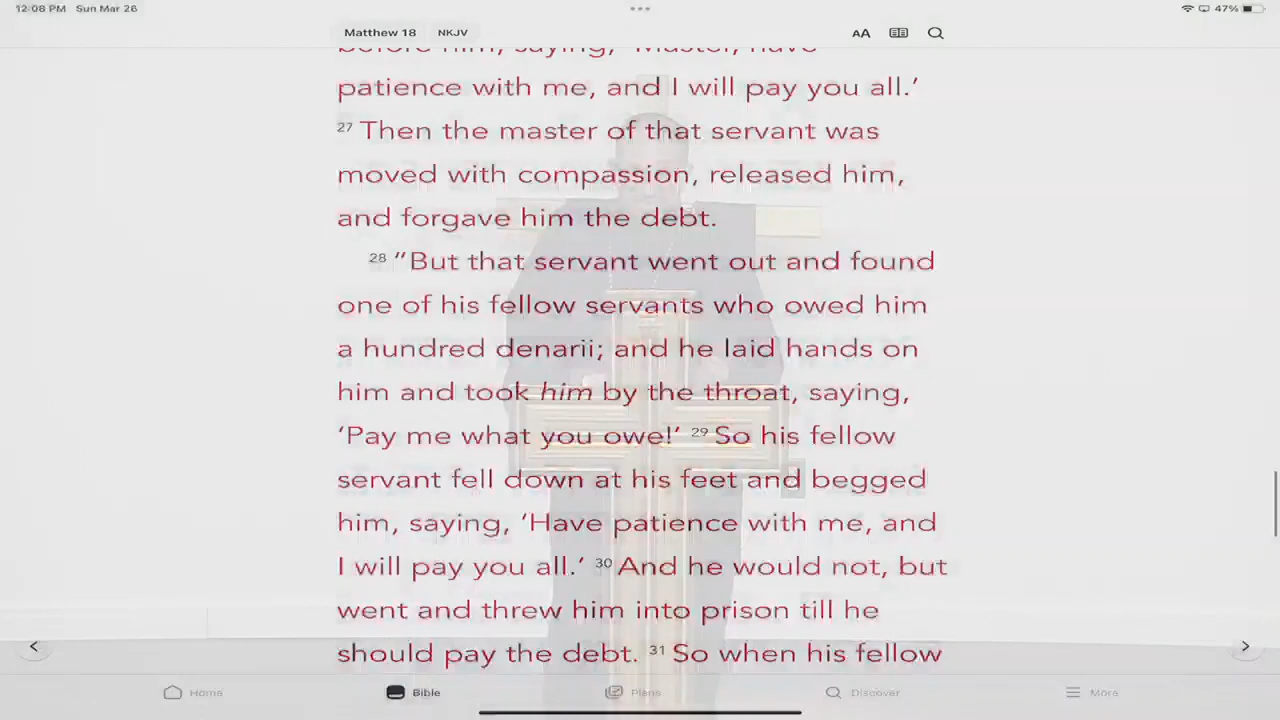 12:08 PM Sun Mar 26
47%
Matthew 18 NKJV
AA
before him, saying, ‘Master, have
patience with me, and I will pay you all.’
27 Then the master of that servant was
moved with compassion, released him,
and forgave him the debt.
28 “But that servant went out and found
one of his fellow servants who owed him
a hundred denarii; and he laid hands on
him and took him by the throat, saying,
‘Pay me what you owe!’ 29 So his fellow
servant fell down at his feet and begged
him, saying, ‘Have patience with me, and
I will pay you all.’ 30 And he would not, but
went and threw him into prison till he
should pay the debt. 31 So when his fellow
Home Bible Plans Discover More